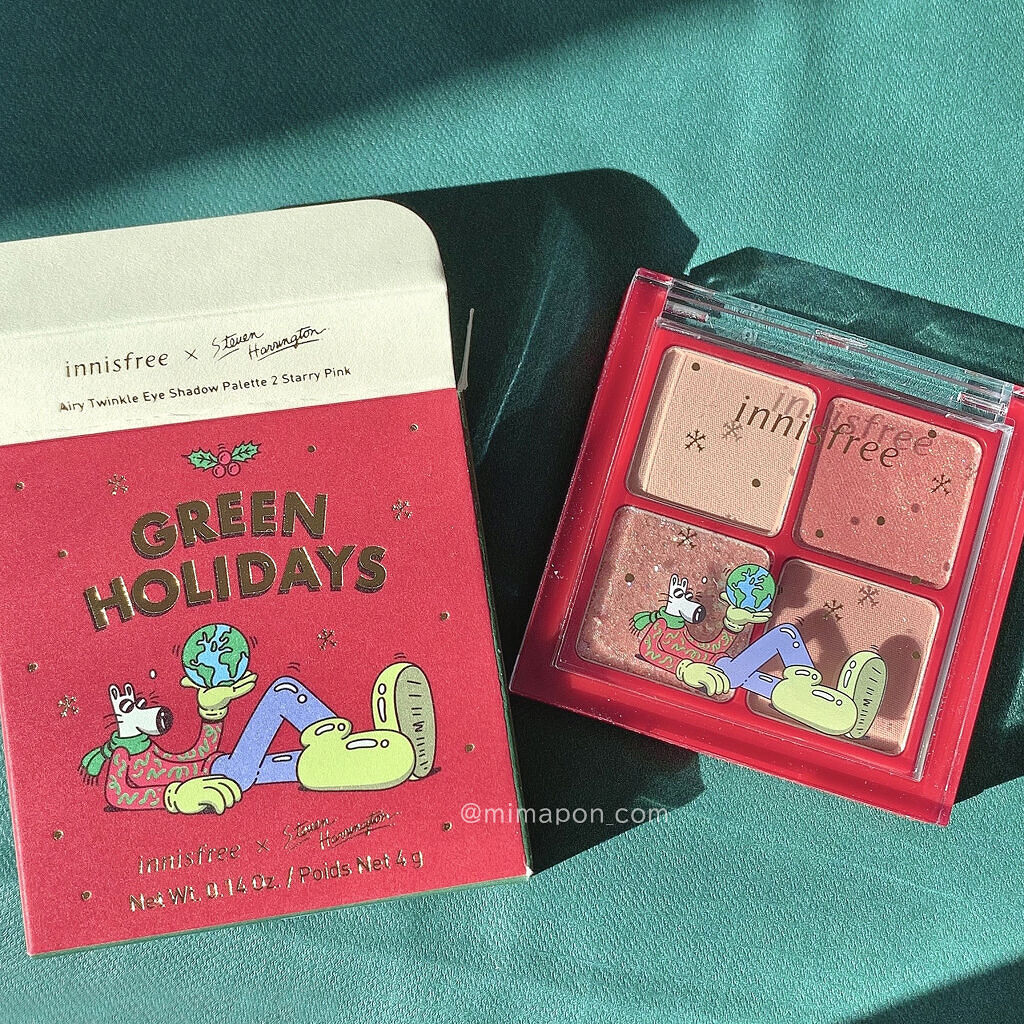 innisfree × Steven Harrington
Airy Twinkle Eye Shadow Palette 2 Starry Pink
GREEN
HOLIDAYS
innisfree × Steven Harrington
Net Wt. 0.14 Oz. / Poids Net 4 g
innisfree
@mimapon_com